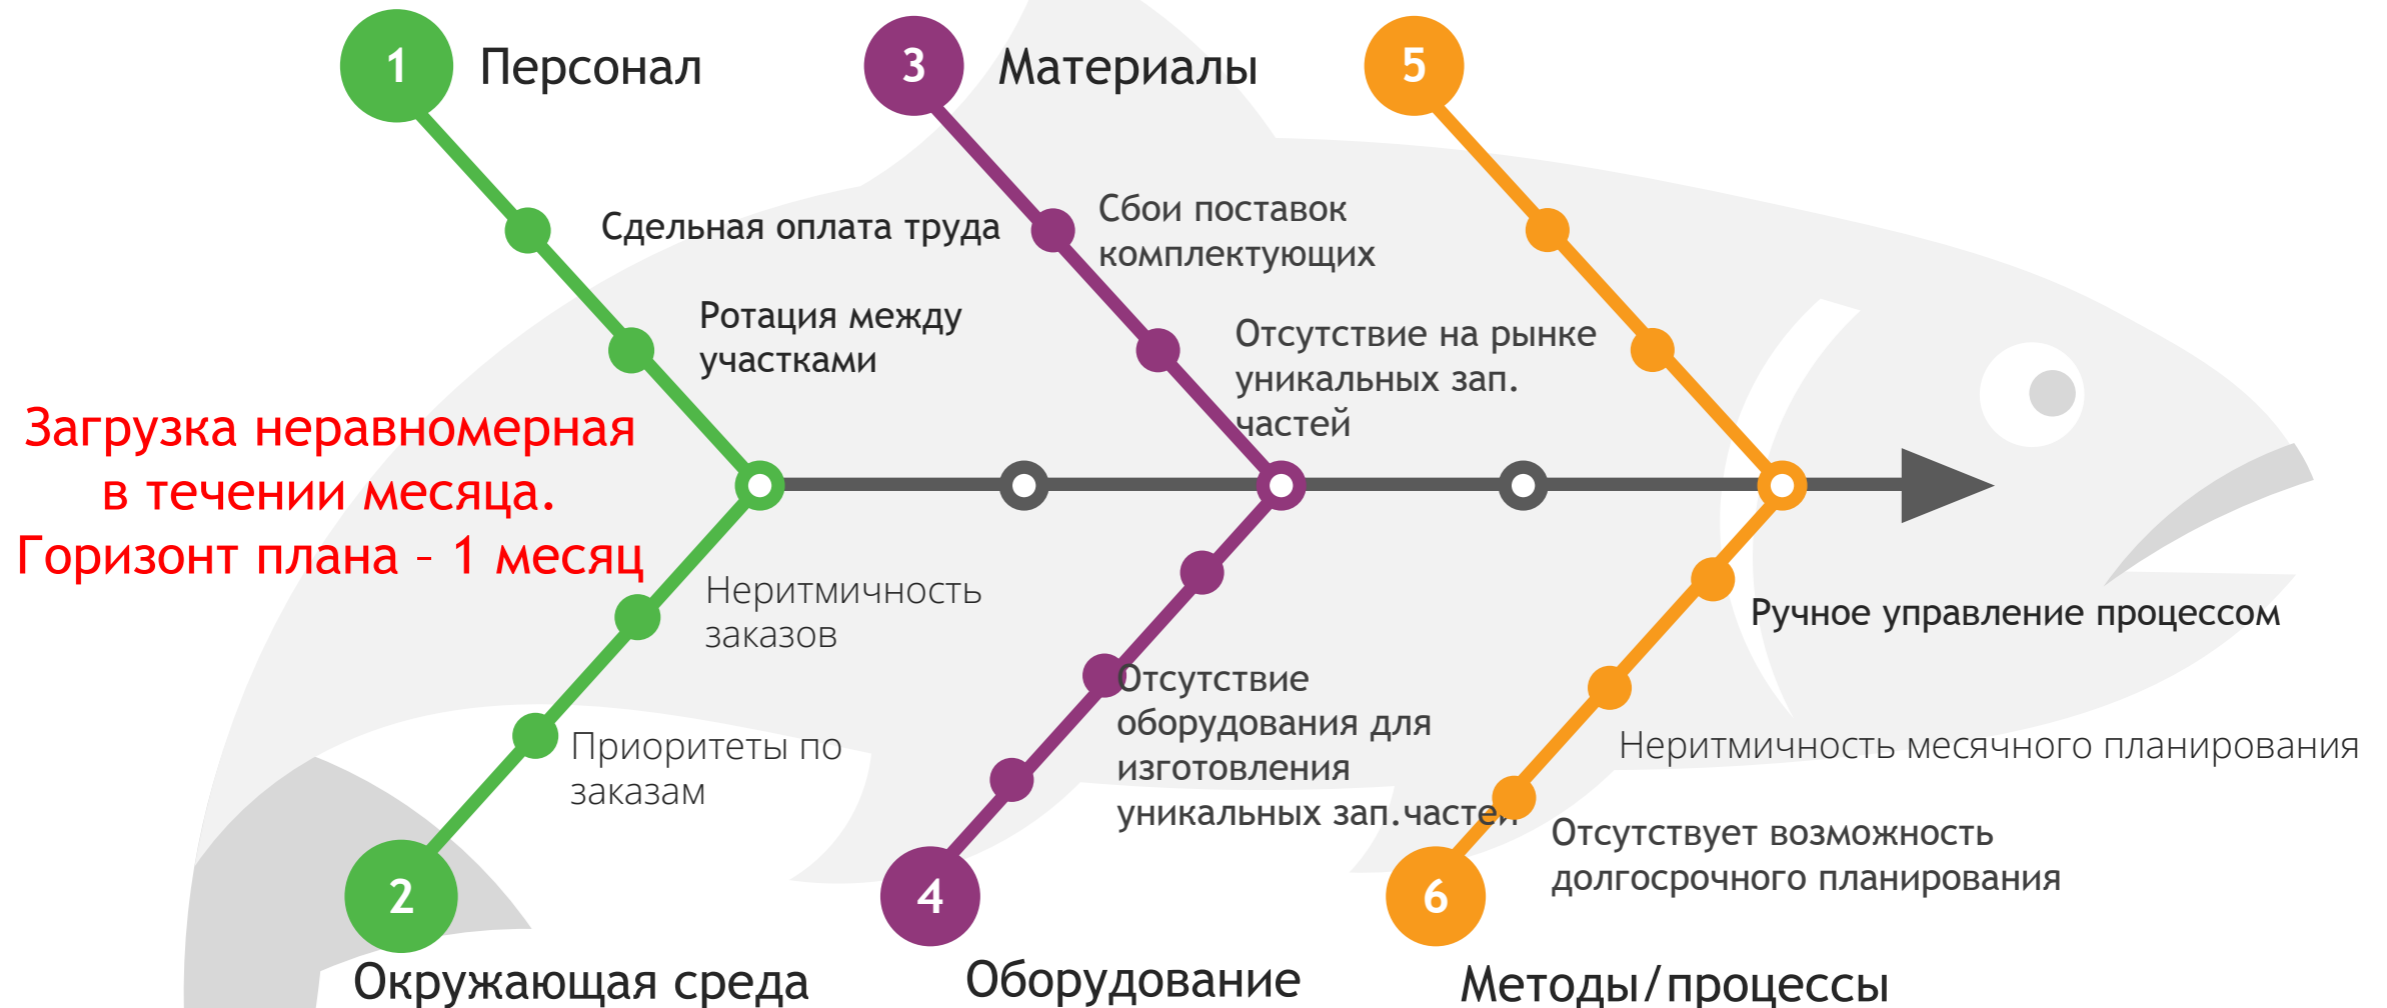 1
Персонал
Сдельная оплата труда
Ротация между
участками
3
Материалы
Сбои поставок
комплектующих
Отсутствие на рынке
уникальных зап.
частей
5
Загрузка неравномерная
в течении месяца.
Горизонт плана – 1 месяц
Неритмичность
заказов
Приоритеты по
заказам
2
Окружающая среда
Отсутствие
оборудования для
изготовления
уникальных зап.частей
4
Оборудование
Ручное управление процессом
Неритмичность месячного планирования
Отсутствует возможность
долгосрочного планирования
6
Методы/процессы